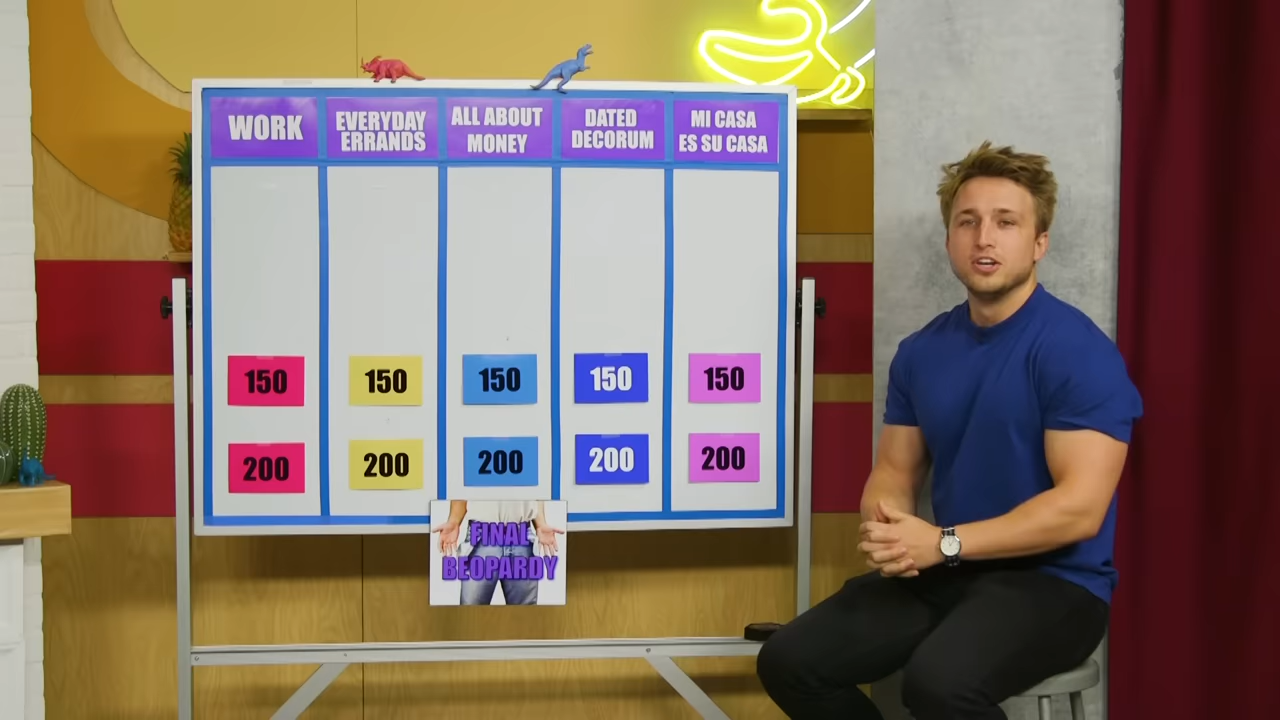 WORK
EVERYDAY
ERRANDS
ALL ABOUT
MONEY
DATED
DECORUM
MI CASA
ES SU CASA
150
150
150
150
150
200
200
200
200
200
FINAL
BEOPARDY